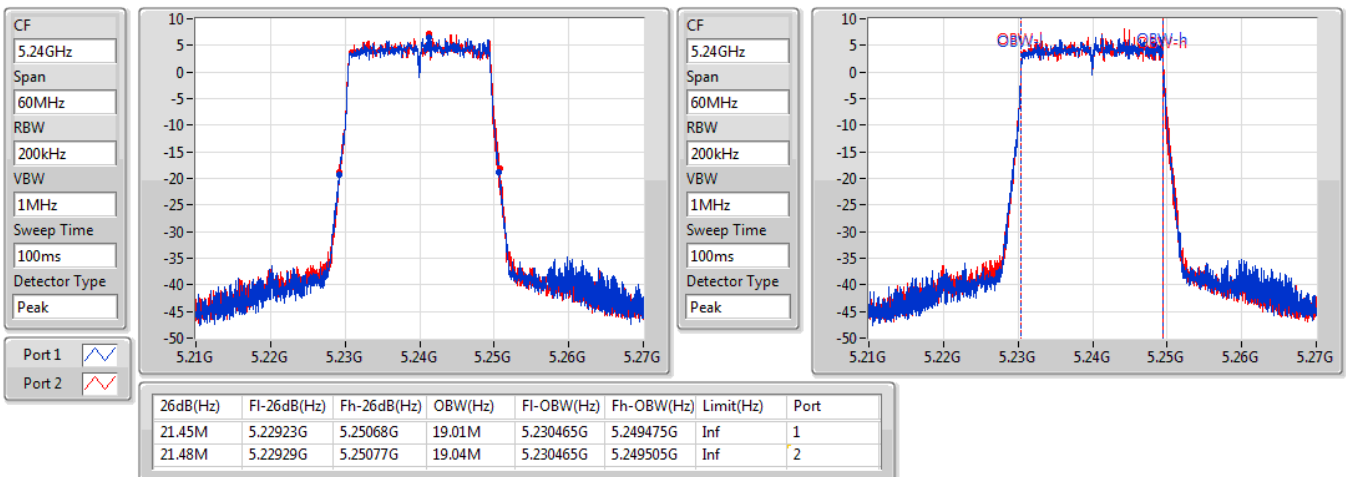 CF
5.24GHz
Span
60MHz
RBW
200kHz
VBW
1MHz
Sweep Time
100ms
Detector Type
Peak
Port 1
Port 2
10
5
0
-5
-10
-15
-20
-25
-30
-35
-40
-45
-50
5.21G 5.22G 5.23G 5.24G 5.25G 5.26G 5.27G
CF
5.24GHz
Span
60MHz
RBW
200kHz
VBW
1MHz
Sweep Time
100ms
Detector Type
Peak
10
5
0
-5
-10
-15
-20
-25
-30
-35
-40
-45
-50
OBW-l OBW-h
5.21G 5.22G 5.23G 5.24G 5.25G 5.26G 5.27G
26dB(Hz) Fl-26dB(Hz) Fh-26dB(Hz) OBW(Hz) Fl-OBW(Hz) Fh-OBW(Hz) Limit(Hz) Port
21.45M 5.22923G 5.25068G 19.01M 5.230465G 5.249475G Inf 1
21.48M 5.22929G 5.25077G 19.04M 5.230465G 5.249505G Inf 2